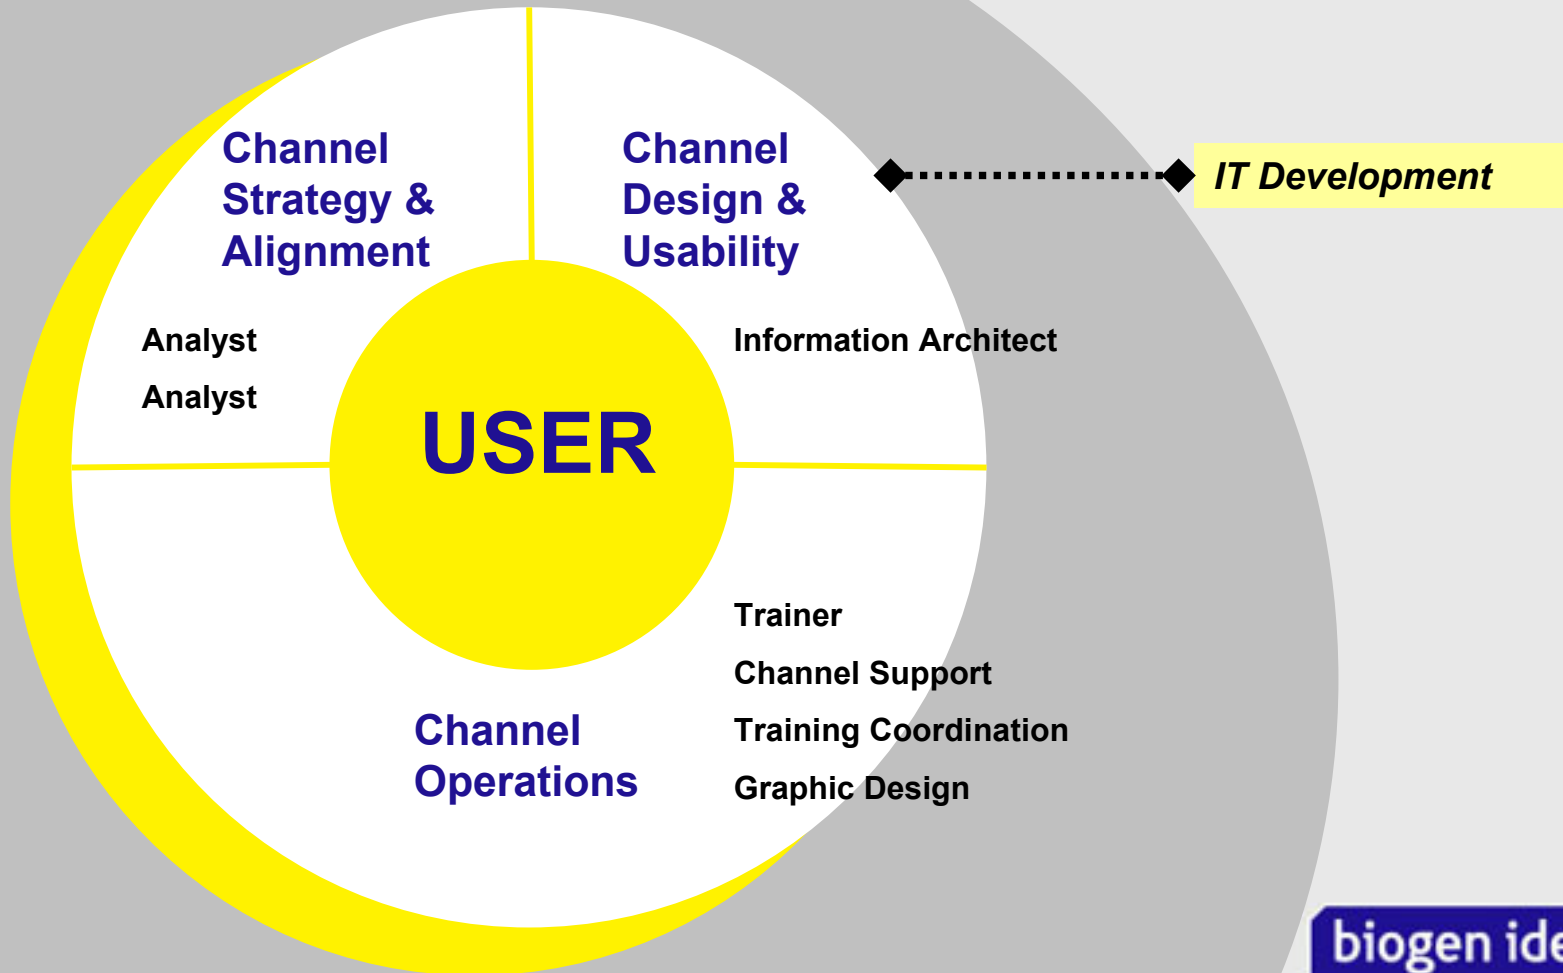 Channel
Strategy &
Alignment
Channel
Design &
Usability
IT Development
Analyst
Analyst
Information Architect
USER
Trainer
Channel Support
Training Coordination
Graphic Design
Channel
Operations
biogen ide